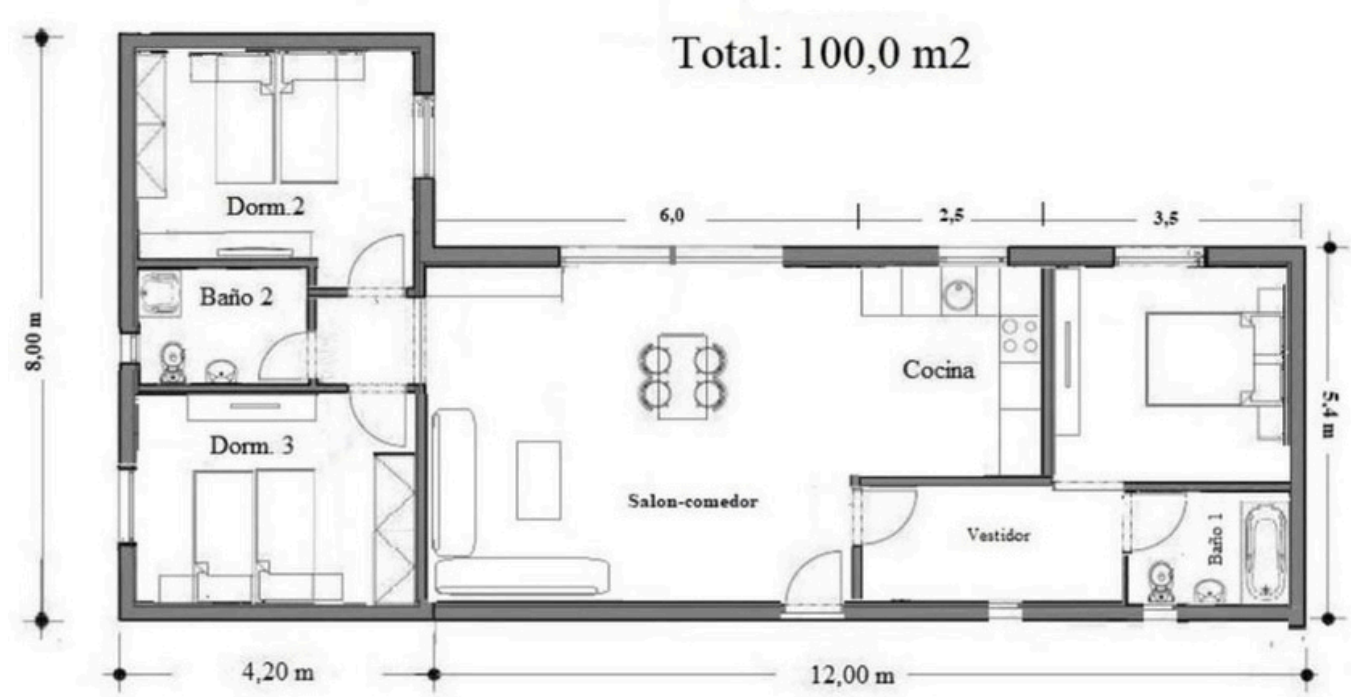 Total: 100,0 m2
Dorm.2
6,0
2,5
3,5
Baño 2
8,00 m
Cocina
5,4 m
Dorm. 3
Salon-comedor
Vestidor
Baño 1
4,20 m
12,00 m